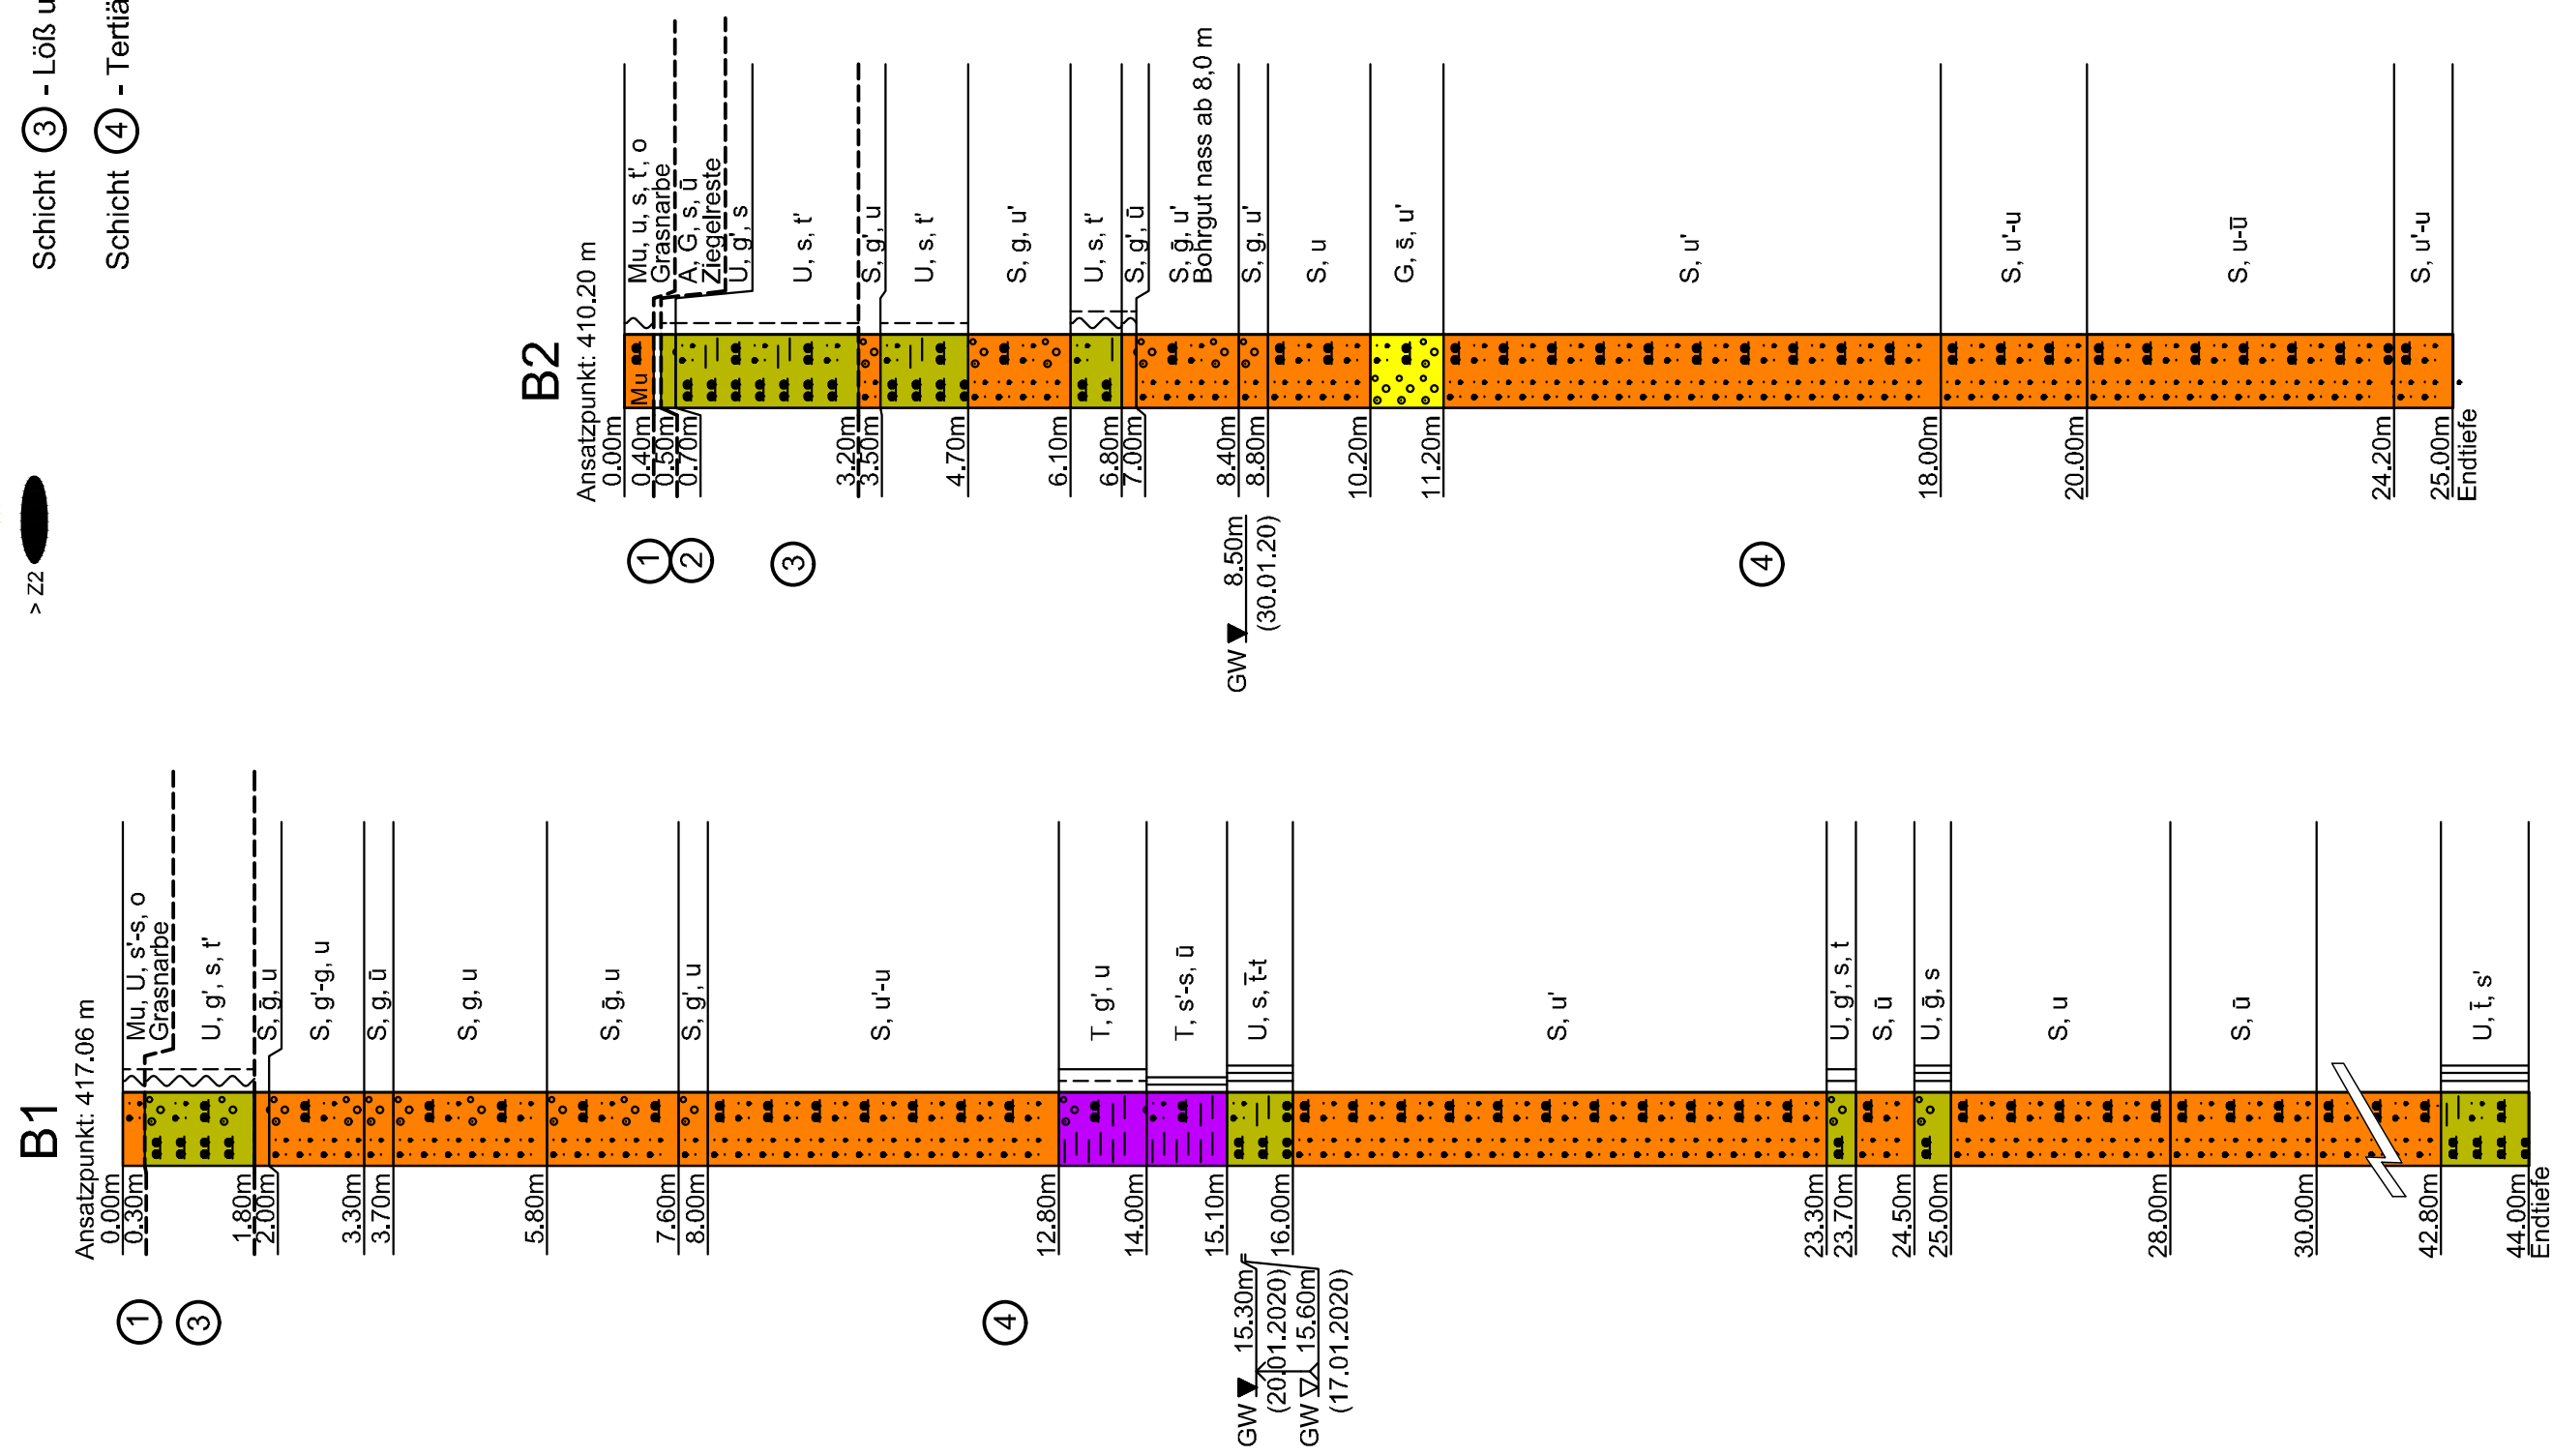 Schicht ③ - Löß u
Schicht ④ - Tertiä
> Z2
B1
Ansatzpunkt: 417.06 m
0.00m
0.30m
1.80m
2.00m
3.30m
3.70m
5.80m
7.60m
8.00m
12.80m
14.00m
15.10m
16.00m
23.30m
23.70m
24.50m
25.00m
28.00m
30.00m
42.80m
44.00m
Endtiefe
Mu, U, s'-s, o
Grasnarbe
U, g', s, t'
S, ḡ, u
S, g'-g, u
S, g, ū
S, g, u
S, ḡ, u
S, g', u
S, u'-u
T, g', u
T, s'-s, ū
U, s, t̄-t
S, u'
U, g', s, t
S, ū
U, ḡ, s
S, u
S, ū
U, t̄, s'
1
3
4
GW 15.30m
(20.01.2020)
GW 15.60m
(17.01.2020)
B2
Ansatzpunkt: 410.20 m
0.00m
0.40m
0.50m
0.70m
3.20m
3.50m
4.70m
6.10m
6.80m
7.00m
8.40m
8.80m
10.20m
11.20m
18.00m
20.00m
24.20m
25.00m
Endtiefe
Mu
Mu, u, s, t', o
Grasnarbe
A, G, s, ū
Ziegelreste
U, g', s
U, s, t'
S, g', u
U, s, t'
S, g, u'
U, s, t'
S, g', ū
S, ḡ, u'
Bohrgut nass ab 8,0 m
S, g, u'
S, u
G, s̄, u'
S, u'
S, u'-u
S, u-ū
S, u'-u
1
2
3
4
GW 8.50m
(30.01.20)